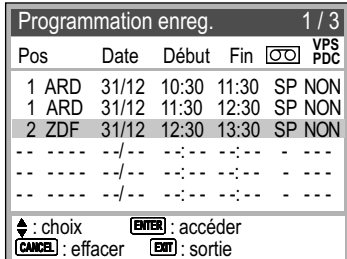 Programmation enreg. 1 / 3
Pos Date Début Fin VPS PDC
1 ARD 31/12 10:30 11:30 SP NON
1 ARD 31/12 11:30 12:30 SP NON
2 ZDF 31/12 12:30 13:30 SP NON
-- ---- --/-- --:-- --:-- - ---
-- ---- --/-- --:-- --:-- - ---
-- ---- --/-- --:-- --:-- - ---
: choix ENTER : accéder
CANCEL : effacer EXIT : sortie